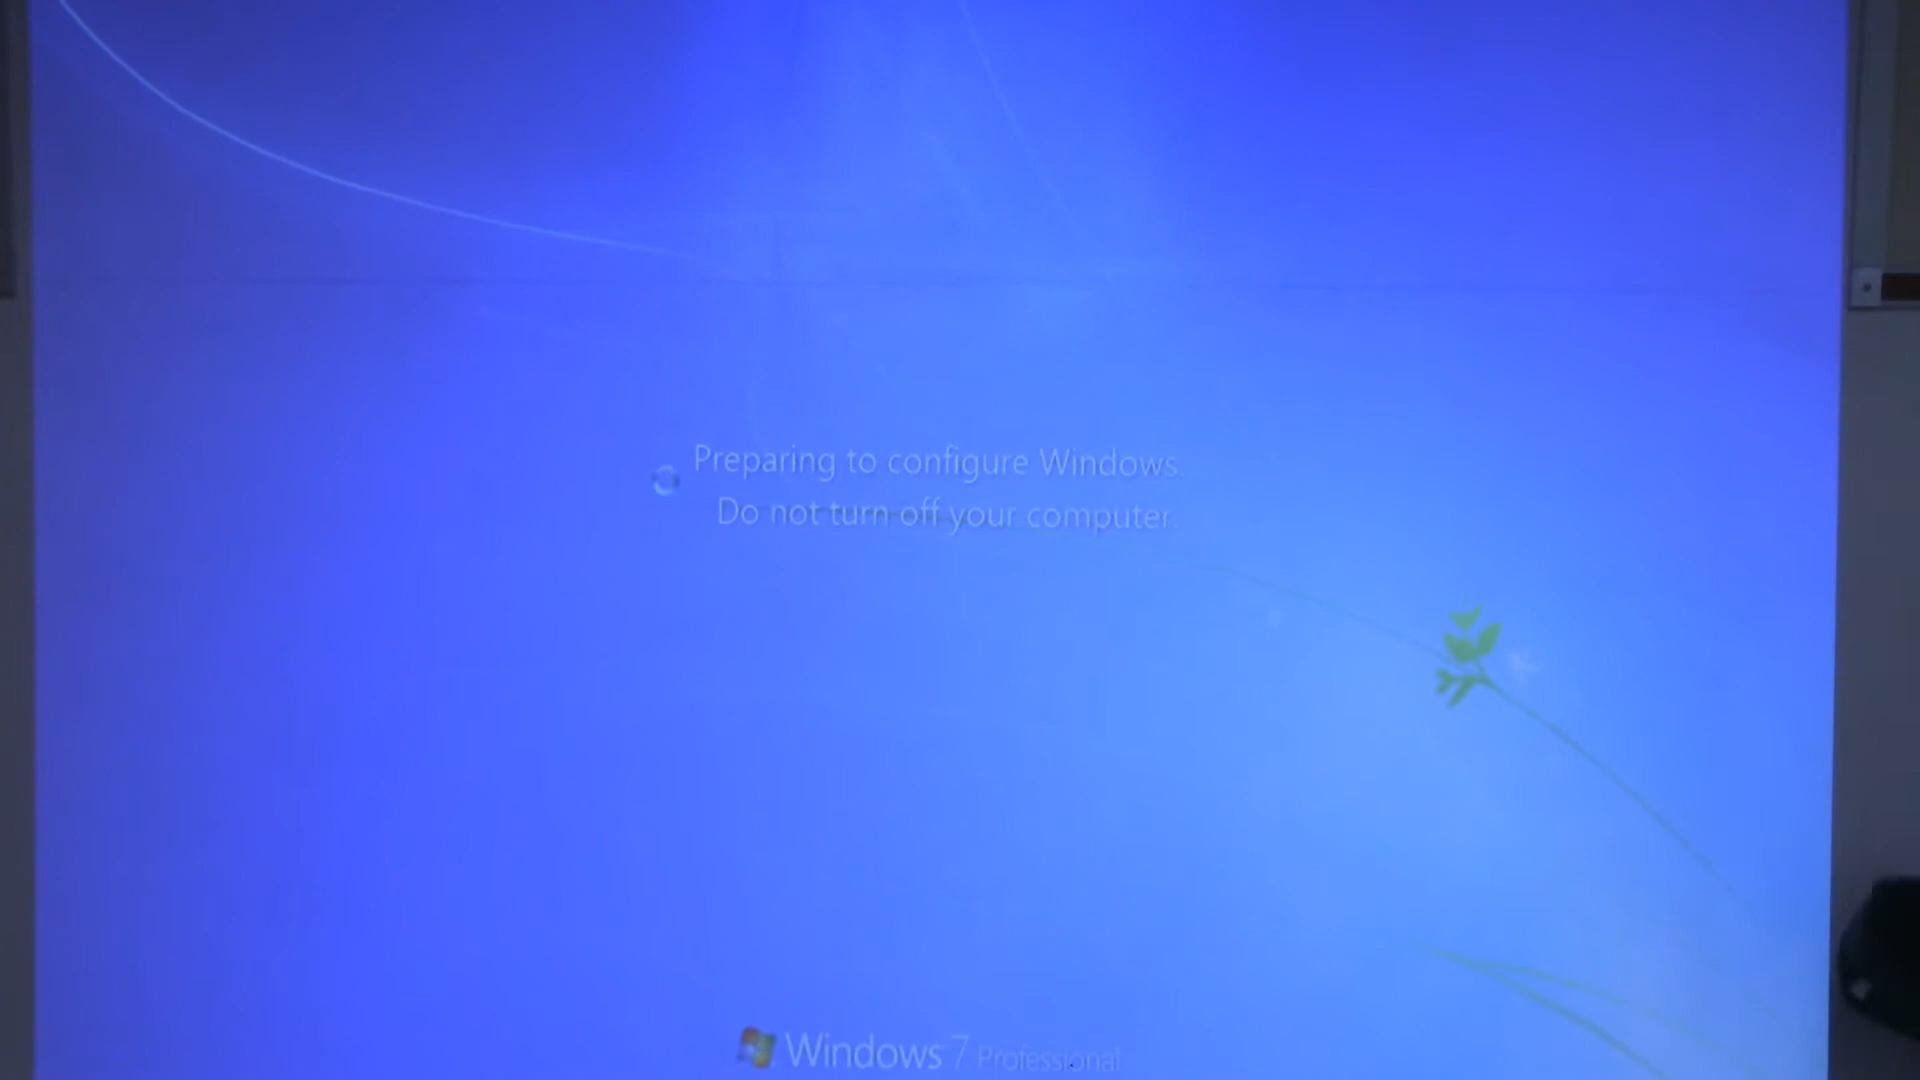 Preparing to configure Windows.
Do not turn off your computer.
Windows 7 Professional